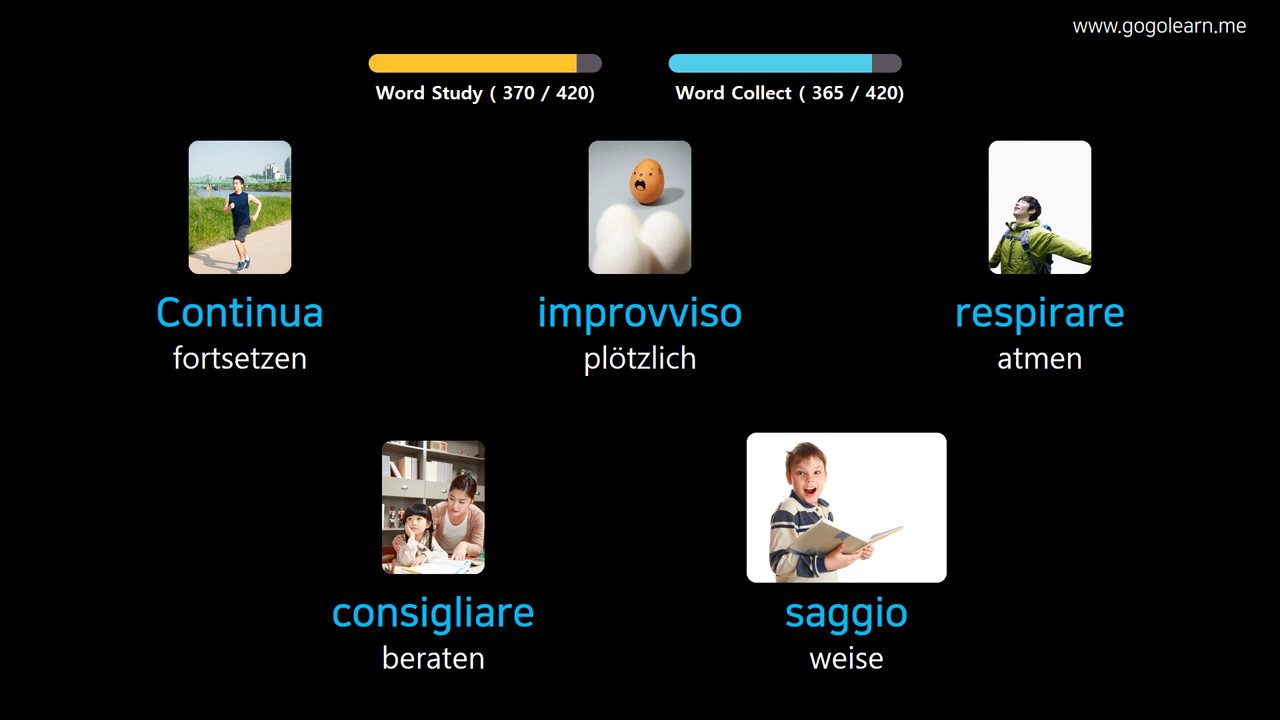 www.gogolearn.me
Word Study ( 370 / 420)
Word Collect ( 365 / 420)
Continua
fortsetzen
improvviso
plötzlich
respirare
atmen
consigliare
beraten
saggio
weise